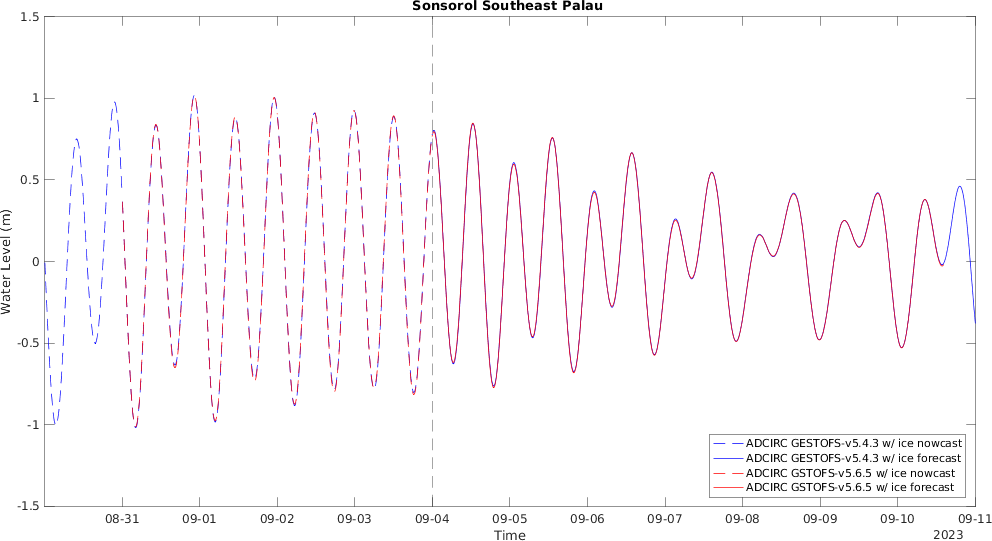 Sonsorol Southeast Palau
1.5
1
0.5
0
-0.5
-1
-1.5
Water Level (m)
08-31
09-01
09-02
09-03
09-04
09-05
09-06
09-07
09-08
09-09
09-10
09-11
Time
2023
ADCIRC GESTOFS-v5.4.3 w/ ice nowcast
ADCIRC GESTOFS-v5.4.3 w/ ice forecast
ADCIRC GSTOFS-v5.6.5 w/ ice nowcast
ADCIRC GSTOFS-v5.6.5 w/ ice forecast